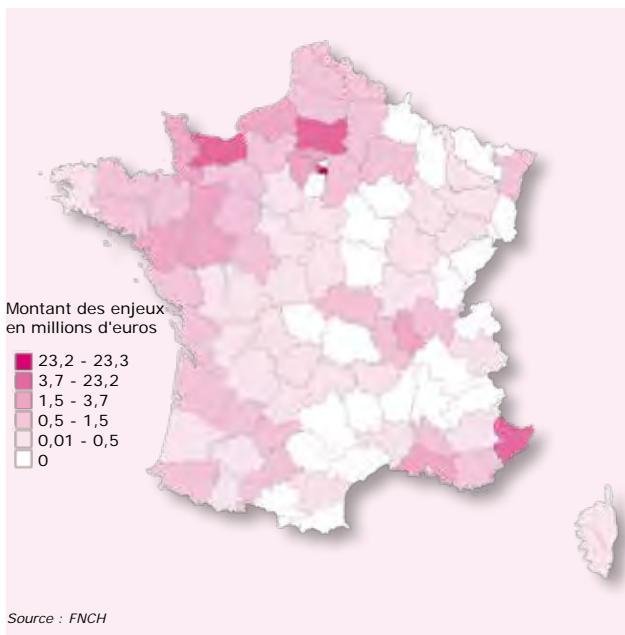 Montant des enjeux
en millions d'euros
23,2 - 23,3
3,7 - 23,2
1,5 - 3,7
0,5 - 1,5
0,01 - 0,5
0
Source : FNCH